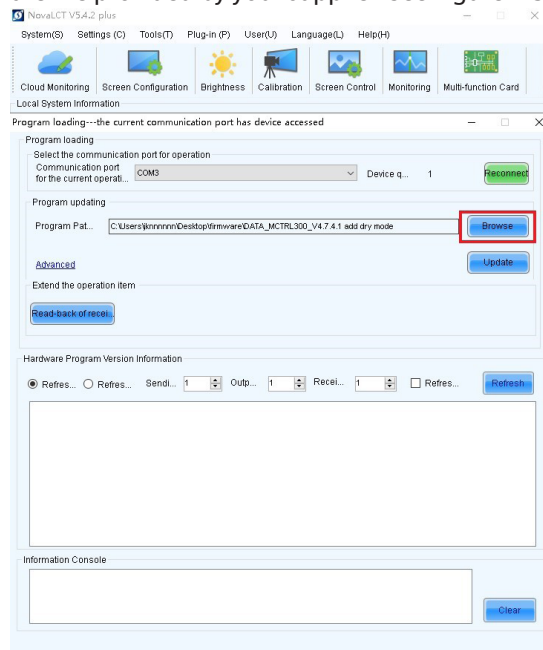 NovaLCT V5.4.2 plus
System(S) Settings (C) Tools(T) Plug-in (P) User(U) Language(L) Help(H)
Cloud Monitoring Screen Configuration Brightness Calibration Screen Control Monitoring Multi-function Card
Local System Information
Program loading---the current communication port has device accessed
Program loading
Select the communication port for operation
Communication port
for the current operati... COM3 Device q... 1 Reconnect
Program updating
Program Pat... C:\Users\jknnnnnn\Desktop\firmware\DATA_MCTRL300_V4.7.4.1 add dry mode Browse
Advanced Update
Extend the operation item
Read-back of recei...
Hardware Program Version Information
Refres... Refres... Sendi... 1 Outp... 1 Recei... 1 Refres... Refresh
Information Console
Clear